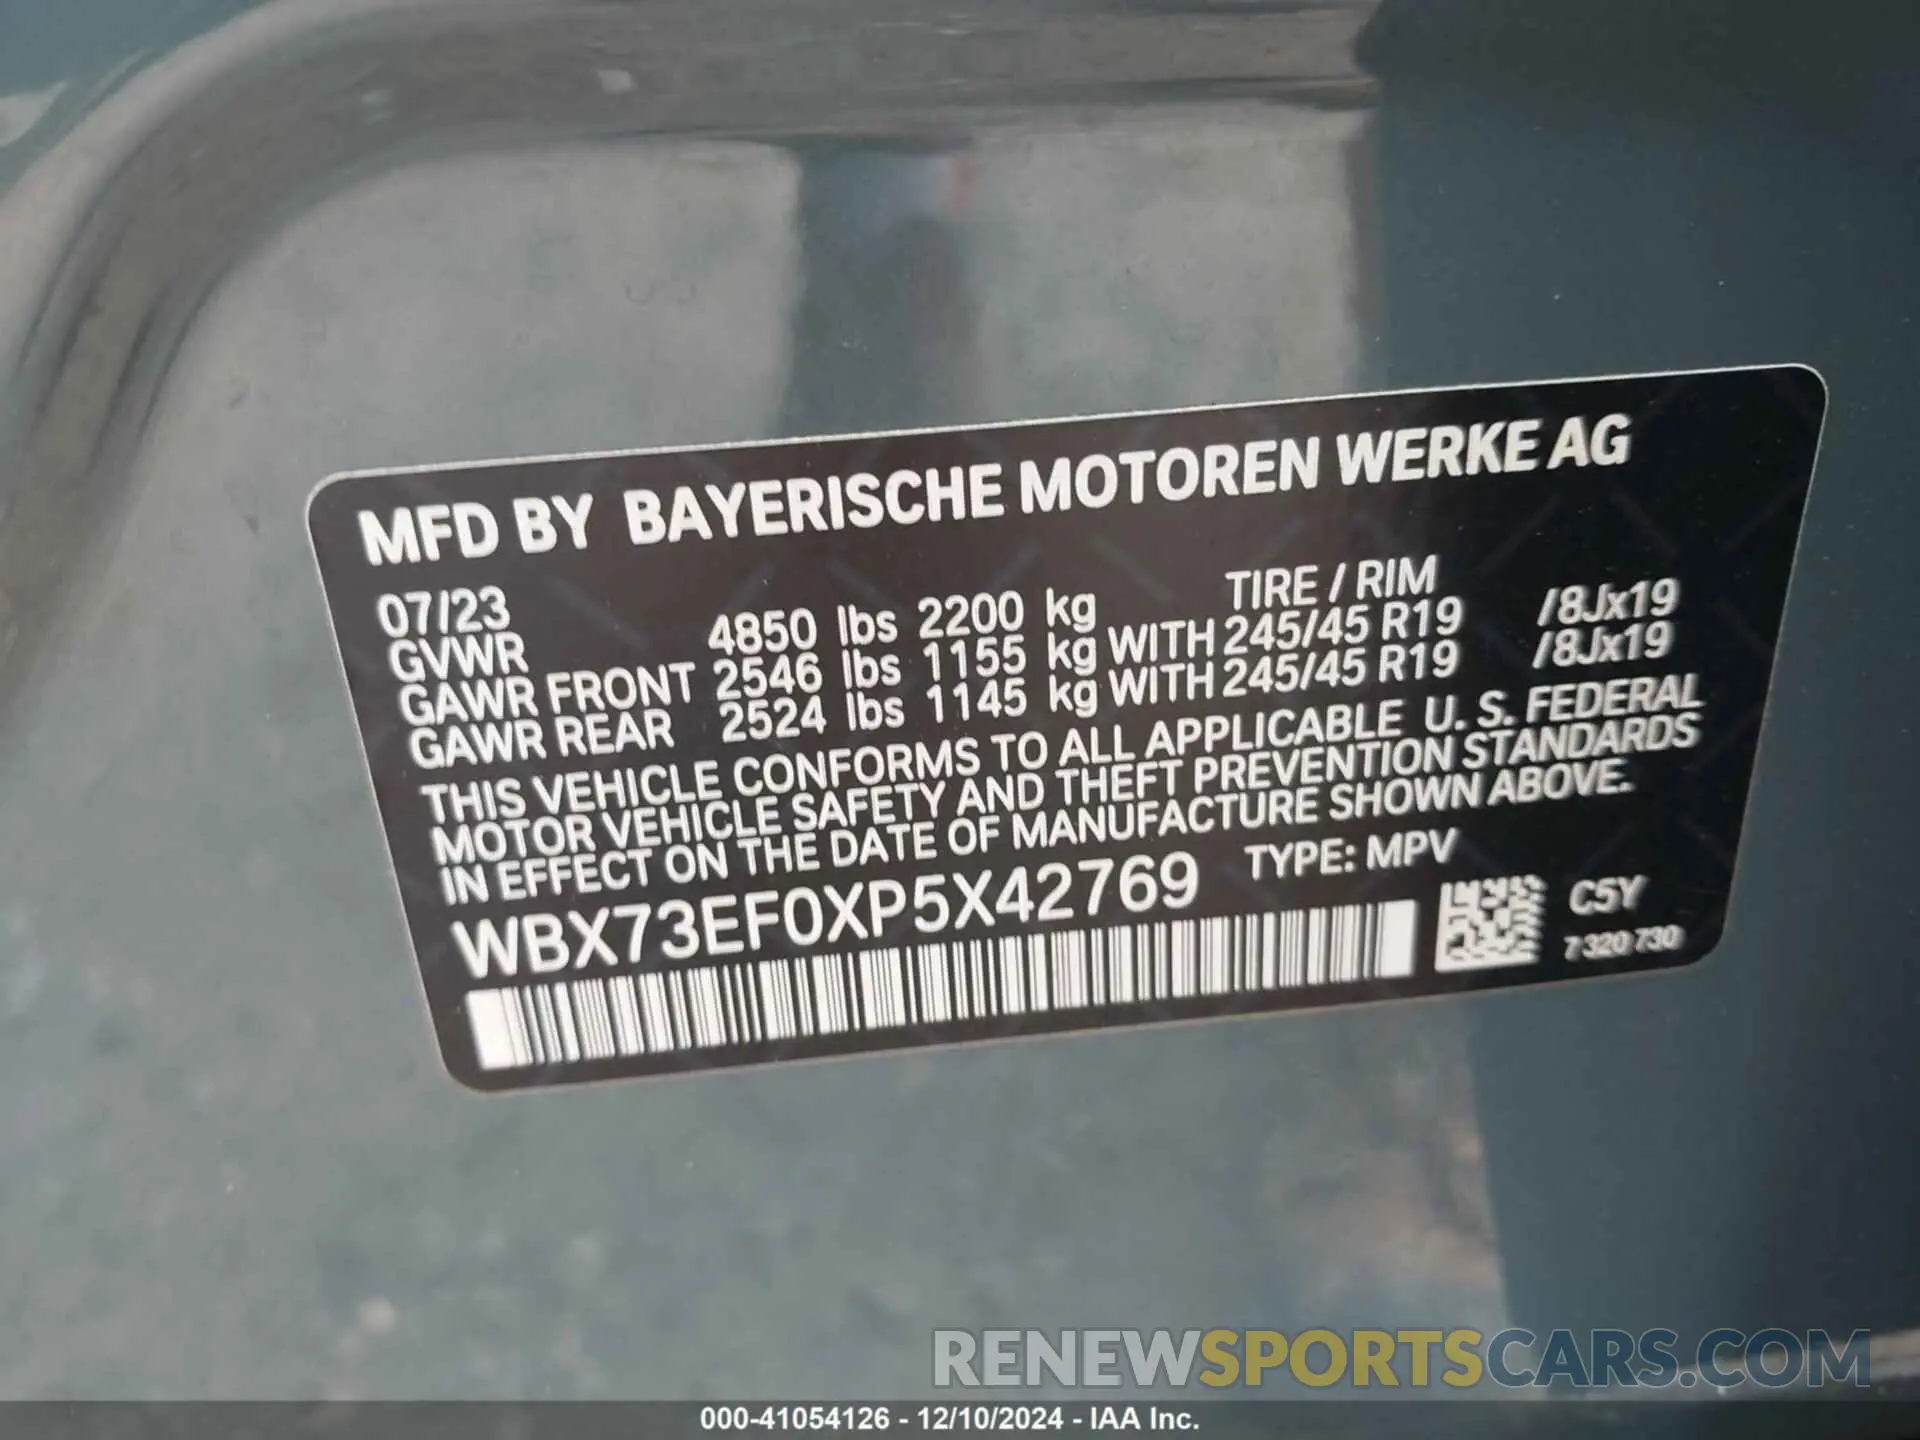 MFD BY BAYERISCHE MOTOREN WERKE AG
07/23 TIRE / RIM
GVWR 4850 lbs 2200 kg
GAWR FRONT 2546 lbs 1155 kg WITH 245/45 R19 /8Jx19
GAWR REAR 2524 lbs 1145 kg WITH 245/45 R19 /8Jx19
THIS VEHICLE CONFORMS TO ALL APPLICABLE U. S. FEDERAL
MOTOR VEHICLE SAFETY AND THEFT PREVENTION STANDARDS
IN EFFECT ON THE DATE OF MANUFACTURE SHOWN ABOVE.
WBX73EF0XP5X42769 TYPE: MPV
C5Y
7 320 730
RENEWSPORTSCARS.COM
000-41054126 - 12/10/2024 - IAA Inc.